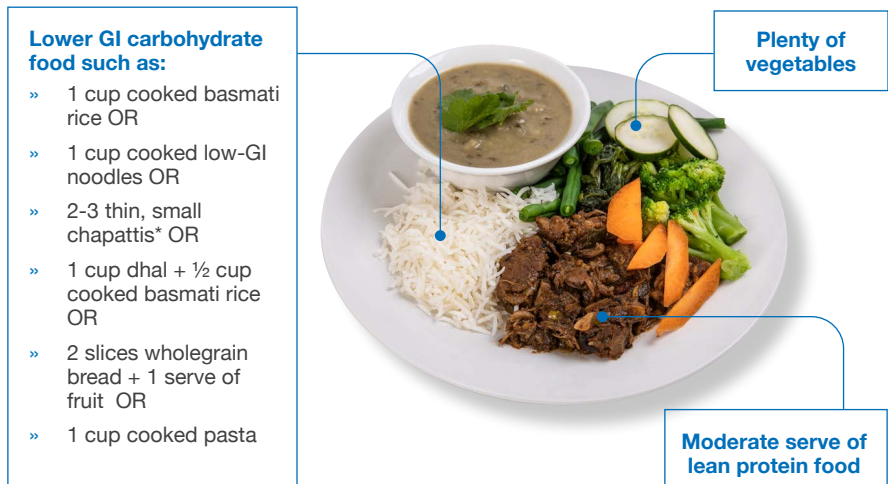 Lower GI carbohydrate
food such as:
» 1 cup cooked basmati
rice OR
» 1 cup cooked low-GI
noodles OR
» 2-3 thin, small
chapattis* OR
» 1 cup dhal + ½ cup
cooked basmati rice
OR
» 2 slices wholegrain
bread + 1 serve of
fruit OR
» 1 cup cooked pasta
Plenty of
vegetables
Moderate serve of
lean protein food